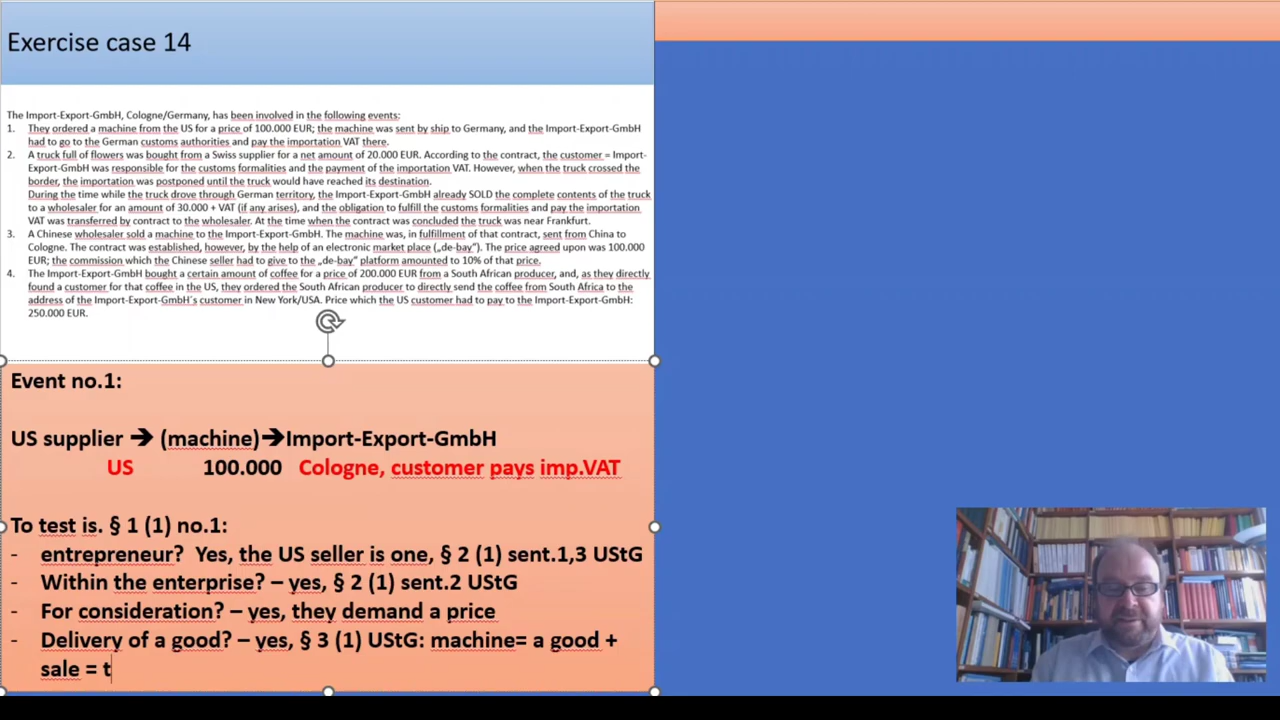 Exercise case 14
The Import-Export-GmbH, Cologne/Germany, has been involved in the following events:
1. They ordered a machine from the US for a price of 100.000 EUR; the machine was sent by ship to Germany, and the Import-Export-GmbH
had to go to the German customs authorities and pay the importation VAT there.
2. A truck full of flowers was bought from a Swiss supplier for a net amount of 20.000 EUR. According to the contract, the customer = Import-
Export-GmbH was responsible for the customs formalities and the payment of the importation VAT. However, when the truck crossed the
border, the importation was postponed until the truck would have reached its destination.
During the time while the truck drove through German territory, the Import-Export-GmbH already SOLD the complete contents of the truck
to a wholesaler for an amount of 30.000 + VAT (if any arises), and the obligation to fulfill the customs formalities and pay the importation
VAT was transferred by contract to the wholesaler. At the time when the contract was concluded the truck was near Frankfurt.
3. A Chinese wholesaler sold a machine to the Import-Export-GmbH. The machine was, in fulfillment of that contract, sent from China to
Cologne. The contract was established, however, by the help of an electronic market place („de-bay"). The price agreed upon was 100.000
EUR; the commission which the Chinese seller had to give to the „de-bay" platform amounted to 10% of that price.
4. The Import-Export-GmbH bought a certain amount of coffee for a price of 200.000 EUR from a South African producer, and, as they directly
found a customer for that coffee in the US, they ordered the South African producer to directly send the coffee from South Africa to the
address of the Import-Export-GmbH´s customer in New York/USA. Price which the US customer had to pay to the Import-Export-GmbH:
250.000 EUR.
Event no.1:
US supplier ➔ (machine)➔Import-Export-GmbH
US 100.000 Cologne, customer pays imp.VAT
To test is. § 1 (1) no.1:
- entrepreneur? Yes, the US seller is one, § 2 (1) sent.1,3 UStG
- Within the enterprise? – yes, § 2 (1) sent.2 UStG
- For consideration? – yes, they demand a price
- Delivery of a good? – yes, § 3 (1) UStG: machine= a good +
sale = t